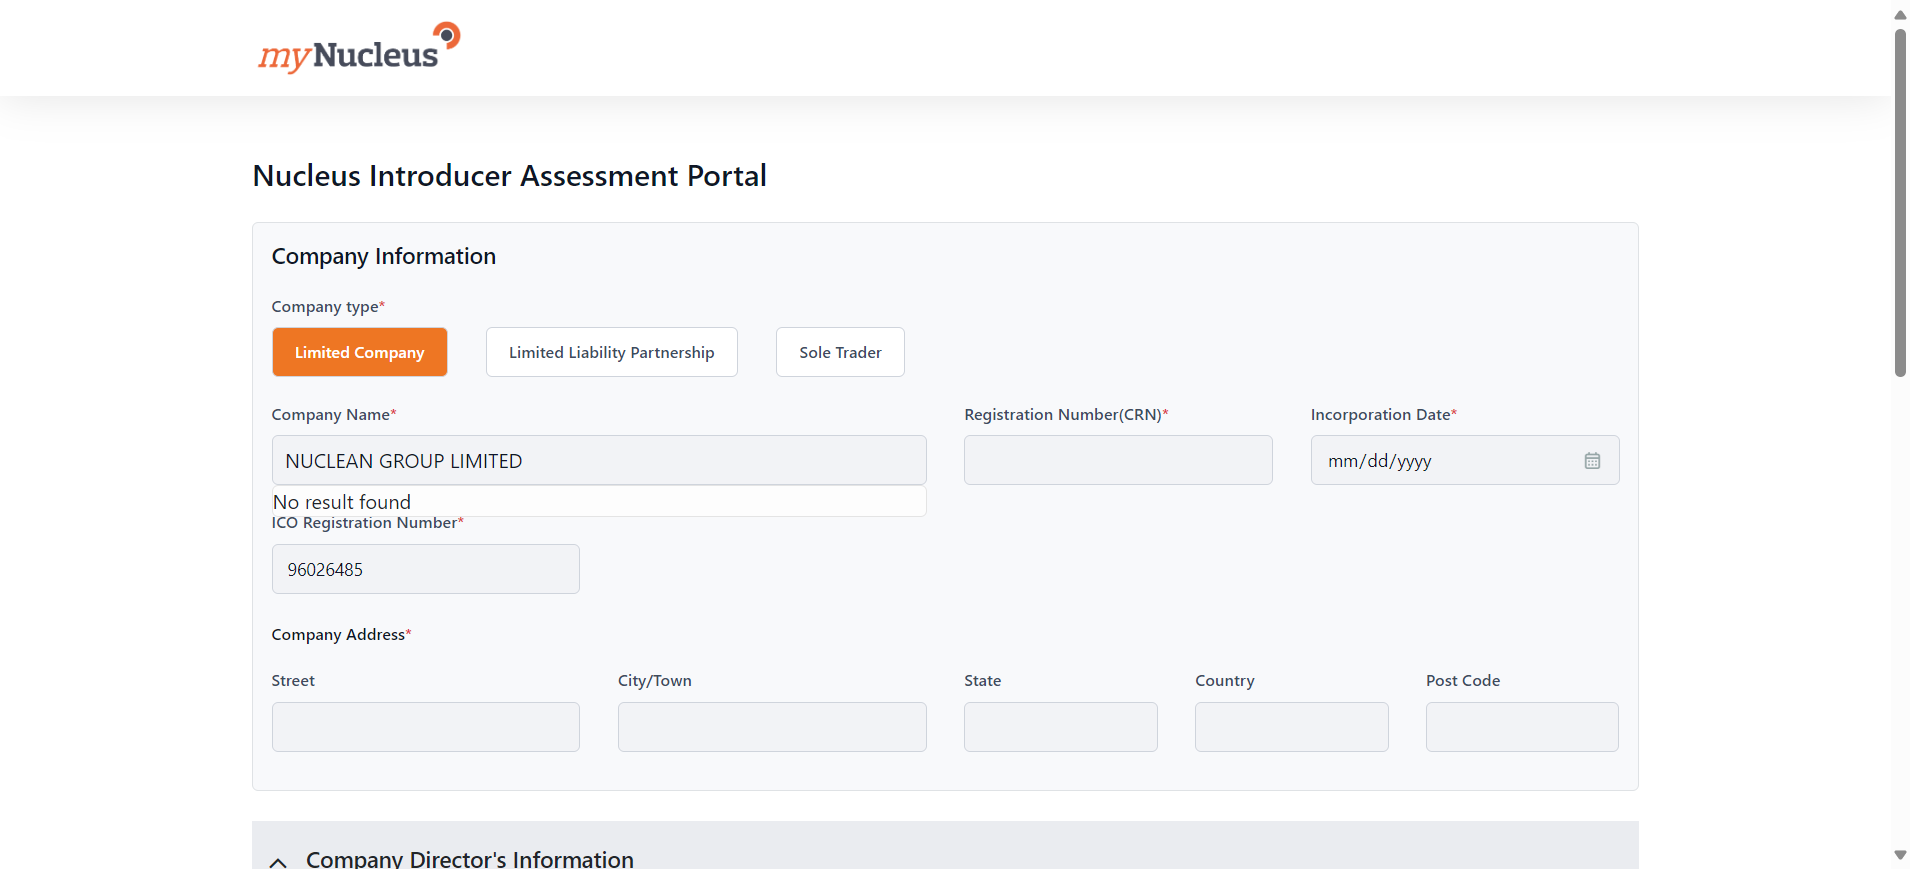 myNucleus
Nucleus Introducer Assessment Portal
Company Information
Company type*
Limited Company
Limited Liability Partnership
Sole Trader
Company Name*
Registration Number(CRN)*
Incorporation Date*
NUCLEAN GROUP LIMITED
mm/dd/yyyy
No result found
ICO Registration Number*
96026485
Company Address*
Street
City/Town
State
Country
Post Code
Company Director's Information